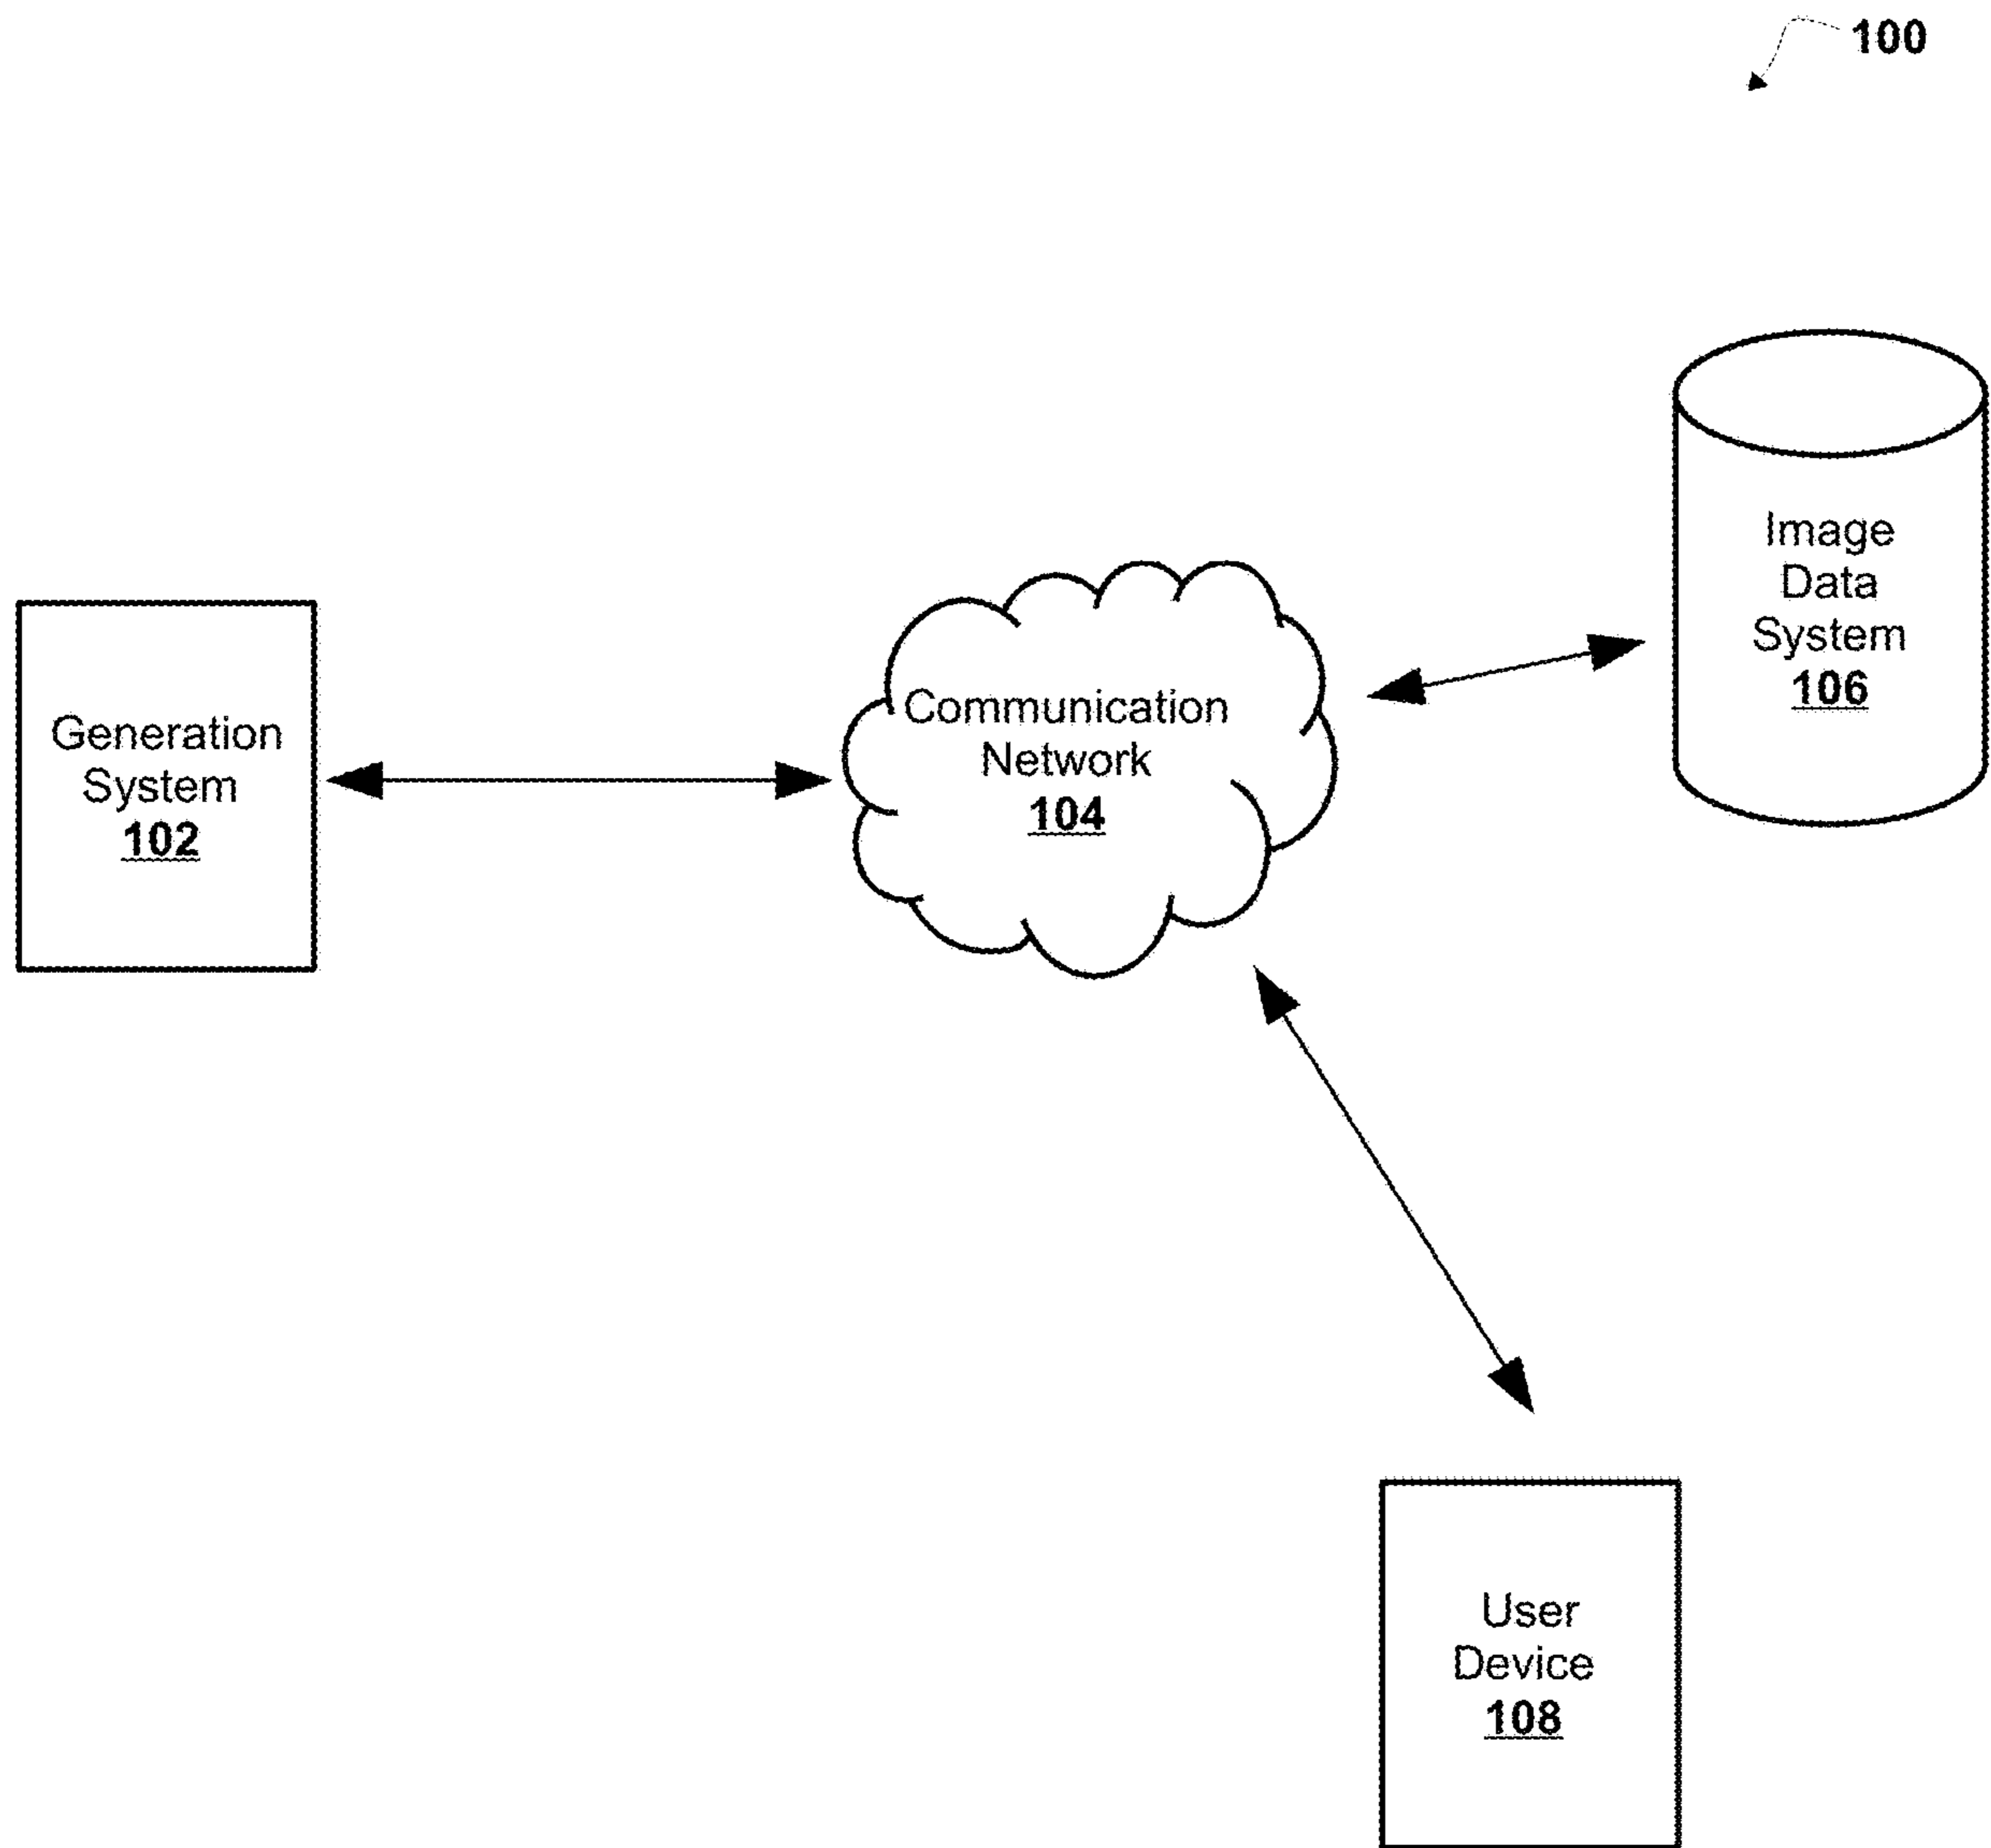 100
Image
Data
System
106
Generation
System
102
Communication
Network
104
User
Device
108